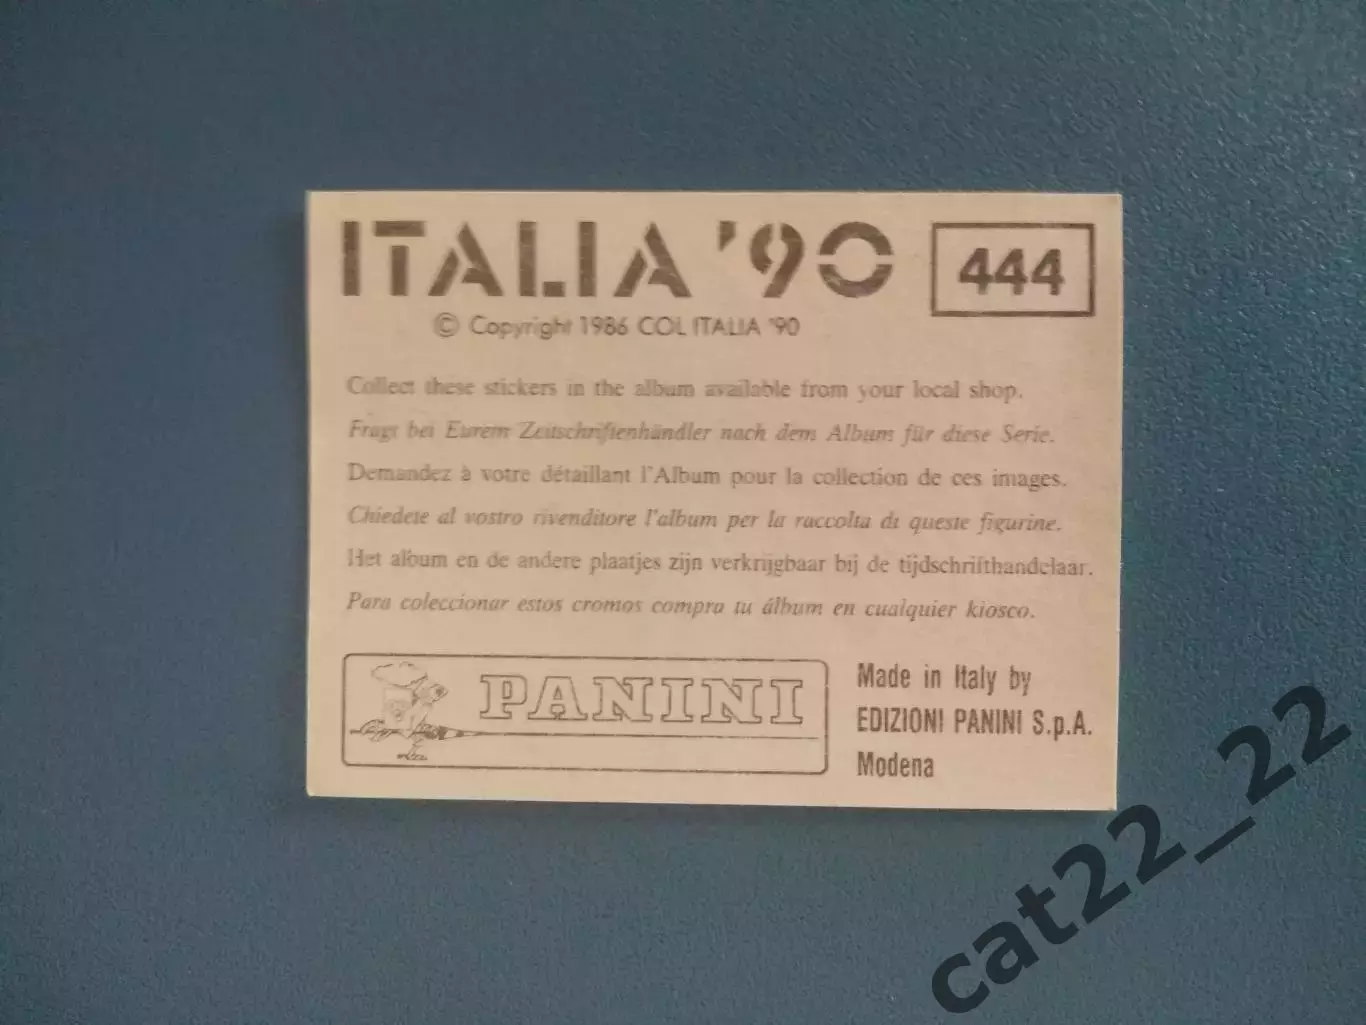 ITALIA '90
444
© Copyright 1986 COL ITALIA '90
Collect these stickers in the album available from your local shop.
Fragt bei Eurem Zeitschriftenhändler nach dem Album für diese Serie.
Demandez à votre détaillant l'Album pour la collection de ces images.
Chiedete al vostro rivenditore l'album per la raccolta di queste figurine.
Het album en de andere plaatjes zijn verkrijgbaar bij de tijdschrifthandelaar.
Para coleccionar estos cromos compra tu álbum en cualquier kiosco.
PANINI
Made in Italy by
EDIZIONI PANINI S.p.A.
Modena
cat22_22